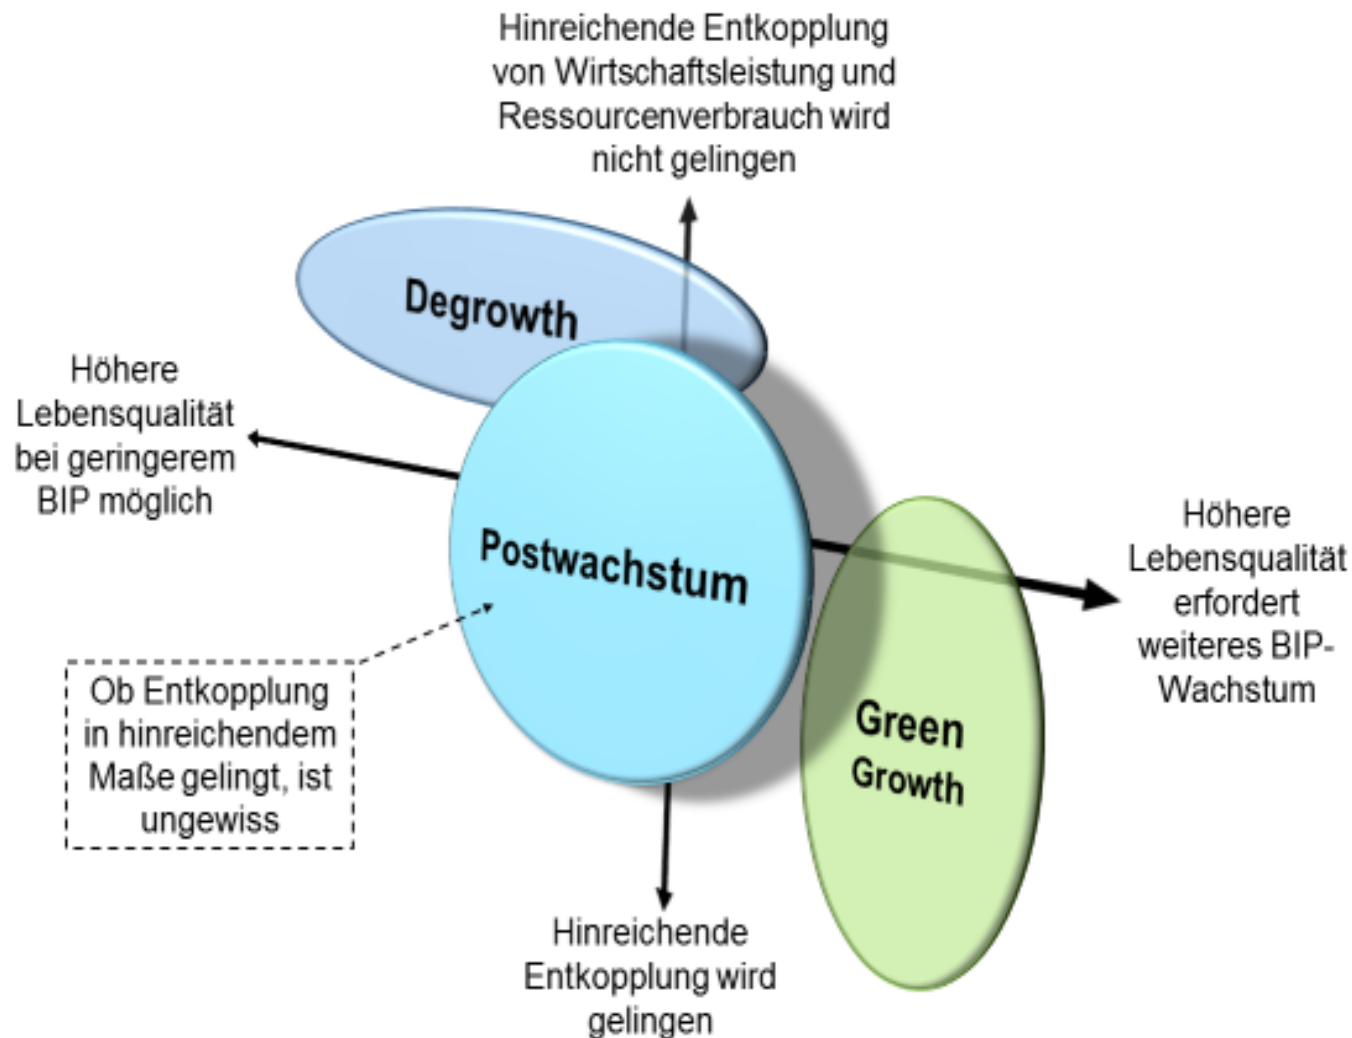 Hinreichende Entkopplung
von Wirtschaftsleistung und
Ressourcenverbrauch wird
nicht gelingen
Degrowth
Höhere
Lebensqualität
bei geringerem
BIP möglich
Postwachstum
Höhere
Lebensqualität
erfordert
weiteres BIP-
Wachstum
Ob Entkopplung
in hinreichendem
Maße gelingt, ist
ungewiss
Green
Growth
Hinreichende
Entkopplung wird
gelingen